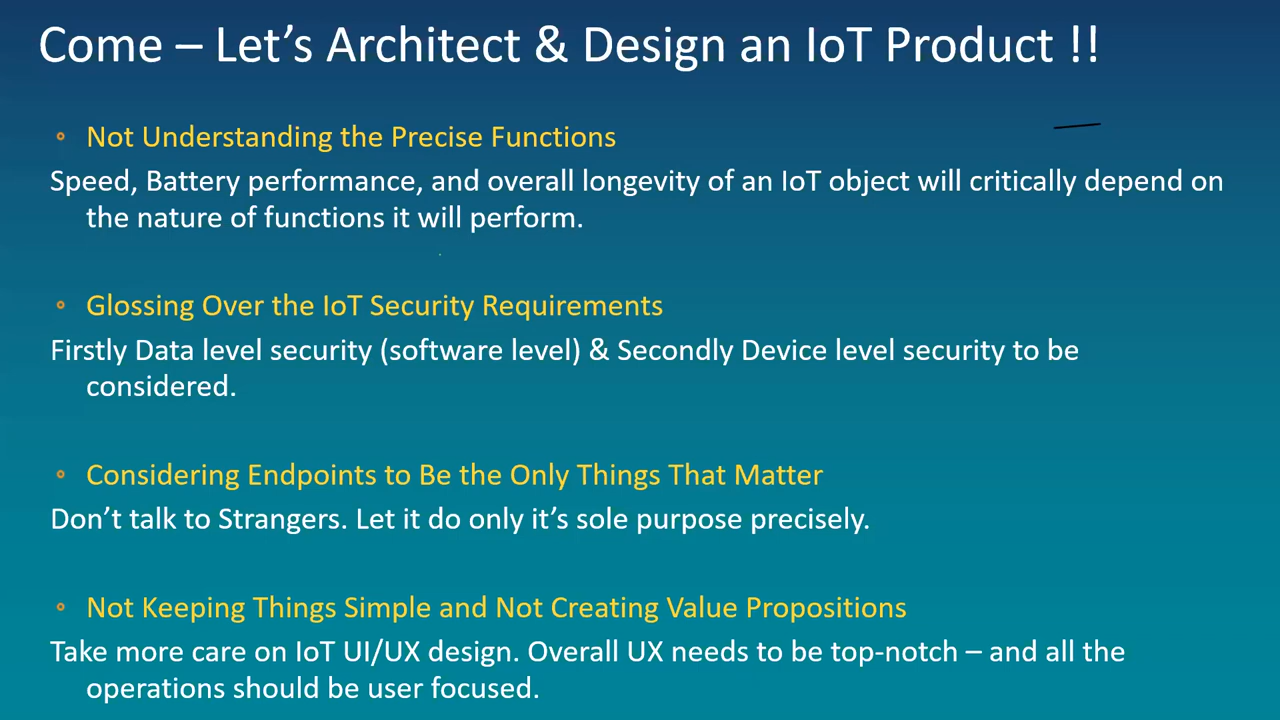 Come – Let’s Architect & Design an IoT Product !!
Not Understanding the Precise Functions
Speed, Battery performance, and overall longevity of an IoT object will critically depend on
the nature of functions it will perform.
Glossing Over the IoT Security Requirements
Firstly Data level security (software level) & Secondly Device level security to be
considered.
Considering Endpoints to Be the Only Things That Matter
Don’t talk to Strangers. Let it do only it’s sole purpose precisely.
Not Keeping Things Simple and Not Creating Value Propositions
Take more care on IoT UI/UX design. Overall UX needs to be top-notch – and all the
operations should be user focused.